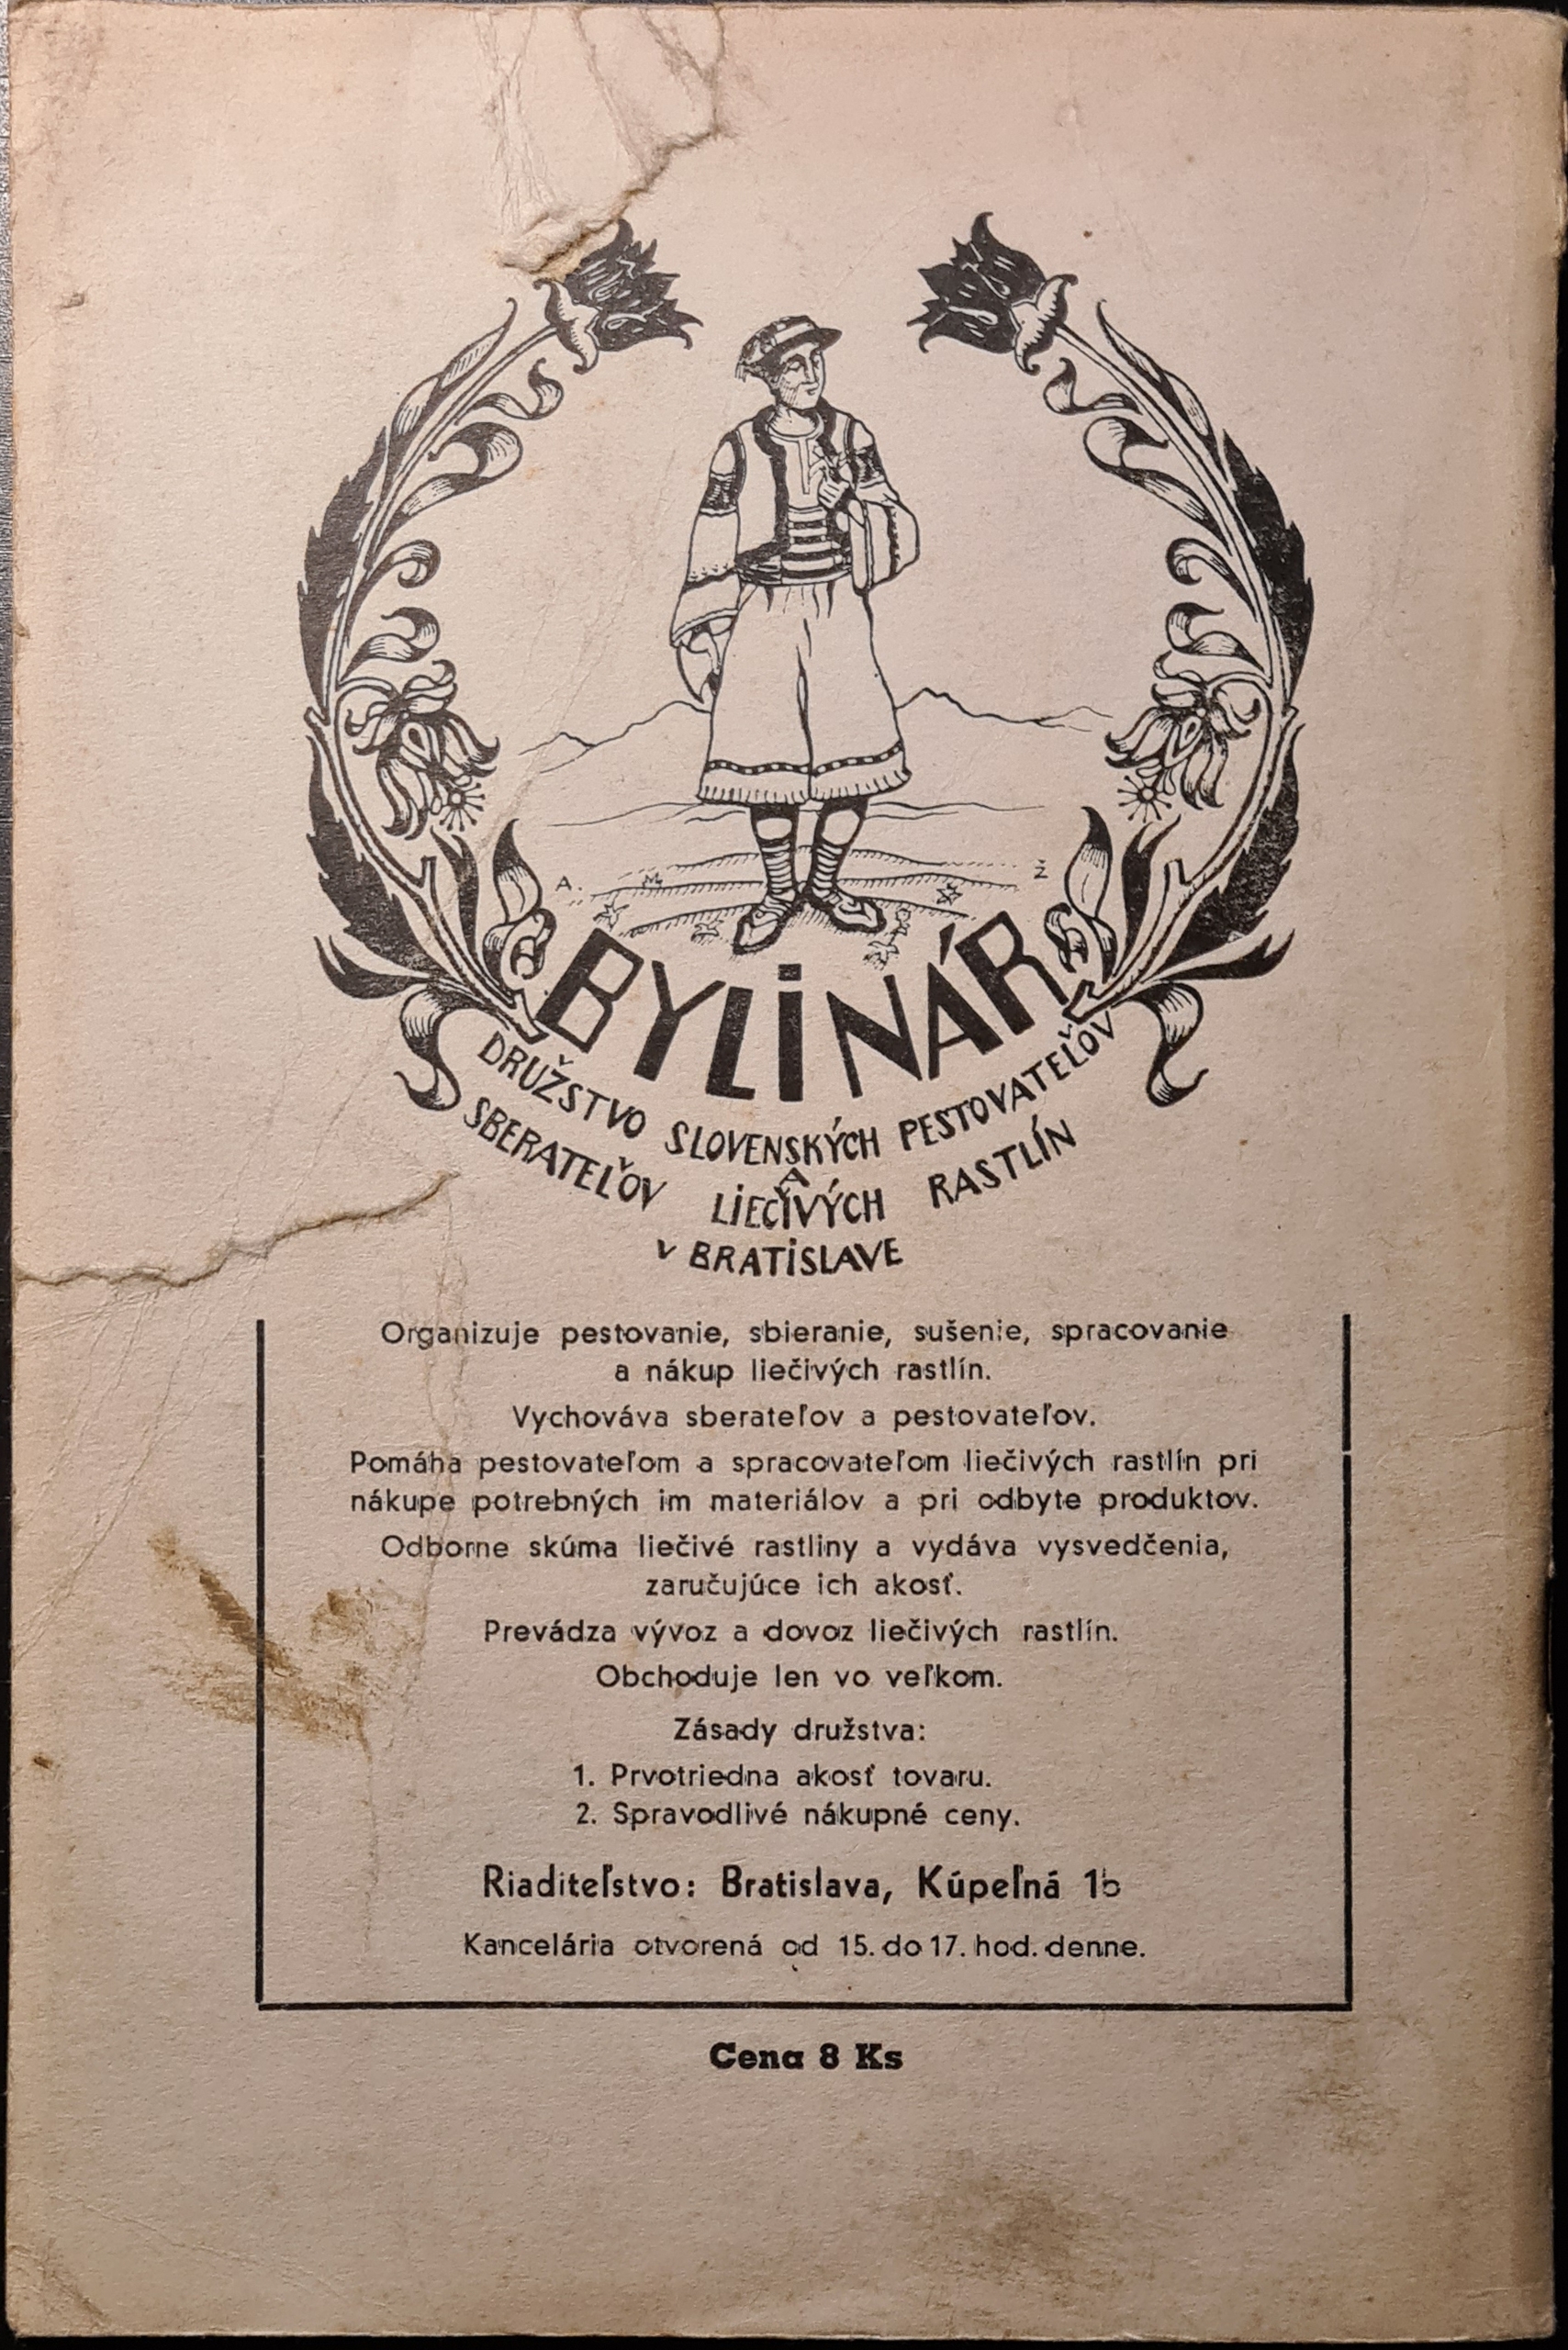 A.
Ž
BYLINÁR
DRUŽSTVO SLOVENSKÝCH PESTOVATEĽOV
A
SBERATEĽOV LIEČIVÝCH RASTLÍN
v BRATISLAVE
Organizuje pestovanie, sbieranie, sušenie, spracovanie
a nákup liečivých rastlín.
Vychováva sberateľov a pestovateľov.
Pomáha pestovateľom a spracovateľom liečivých rastlín pri
nákupe potrebných im materiálov a pri odbyte produktov.
Odborne skúma liečivé rastliny a vydáva vysvedčenia,
zaručujúce ich akosť.
Prevádza vývoz a dovoz liečivých rastlín.
Obchoduje len vo veľkom.
Zásady družstva:
1. Prvotriedna akosť tovaru.
2. Spravodlivé nákupné ceny.
Riaditeľstvo: Bratislava, Kúpeľná 1b
Kancelária otvorená od 15. do 17. hod. denne.
Cena 8 Ks